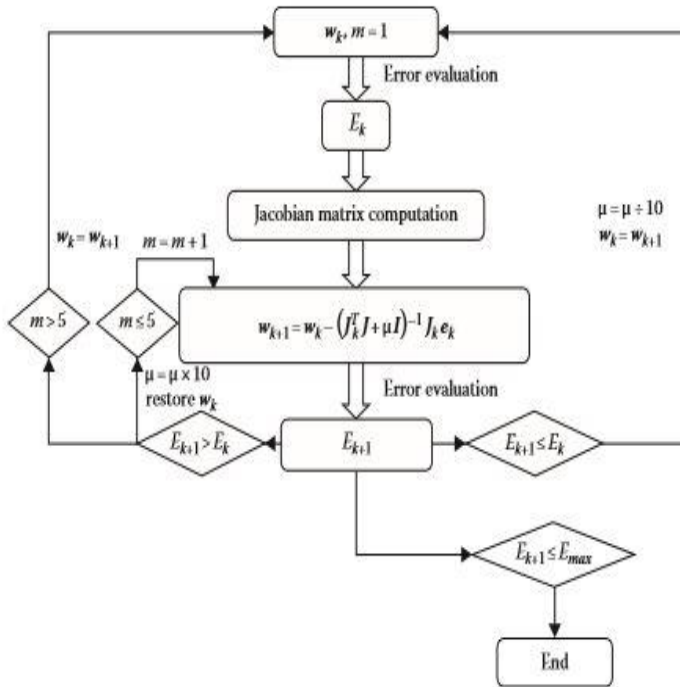 w_k, m = 1
Error evaluation
E_k
Jacobian matrix computation
μ = μ ÷ 10
w_k = w_{k+1}
w_k = w_{k+1}
m = m + 1
m > 5
m ≤ 5
w_{k+1} = w_k − (J_k^T J + μI)^{−1} J_k e_k
μ = μ × 10
restore w_k
Error evaluation
E_{k+1} > E_k
E_{k+1}
E_{k+1} ≤ E_k
E_{k+1} ≤ E_{max}
End